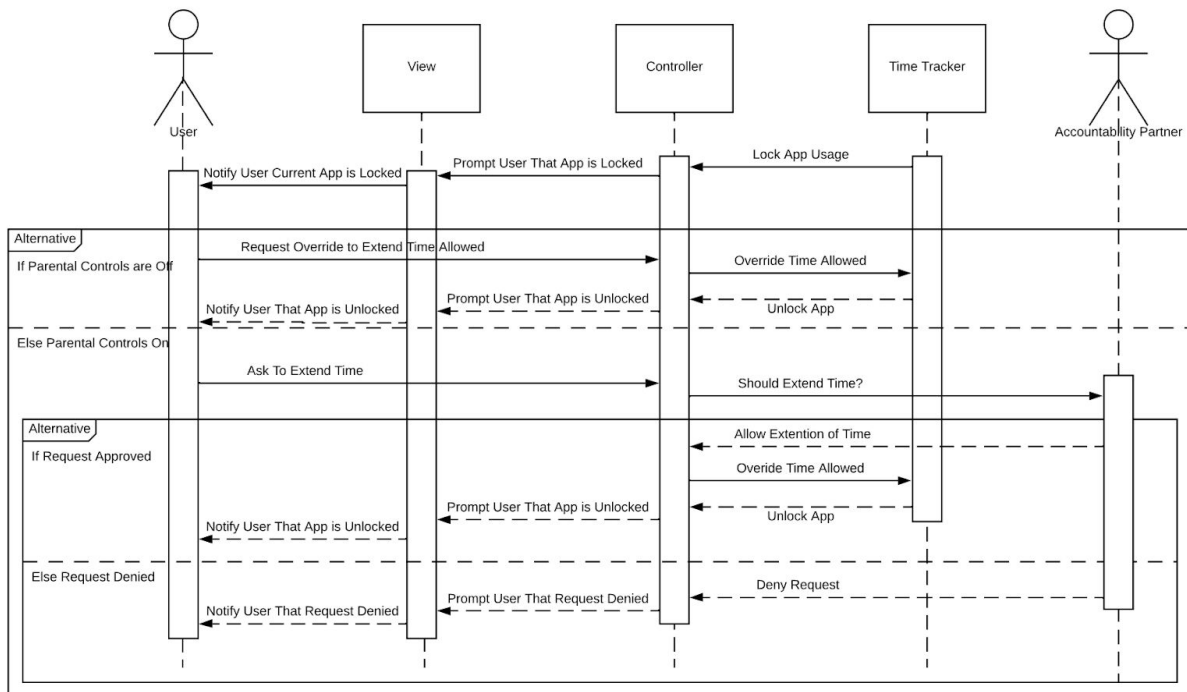 View
Controller
Time Tracker
User
Accountability Partner
Lock App Usage
Prompt User That App is Locked
Notify User Current App is Locked
Alternative
Request Override to Extend Time Allowed
If Parental Controls are Off
Override Time Allowed
Prompt User That App is Unlocked
Notify User That App is Unlocked
Unlock App
Else Parental Controls On
Ask To Extend Time
Should Extend Time?
Alternative
Allow Extention of Time
If Request Approved
Overide Time Allowed
Prompt User That App is Unlocked
Unlock App
Notify User That App is Unlocked
Else Request Denied
Deny Request
Prompt User That Request Denied
Notify User That Request Denied